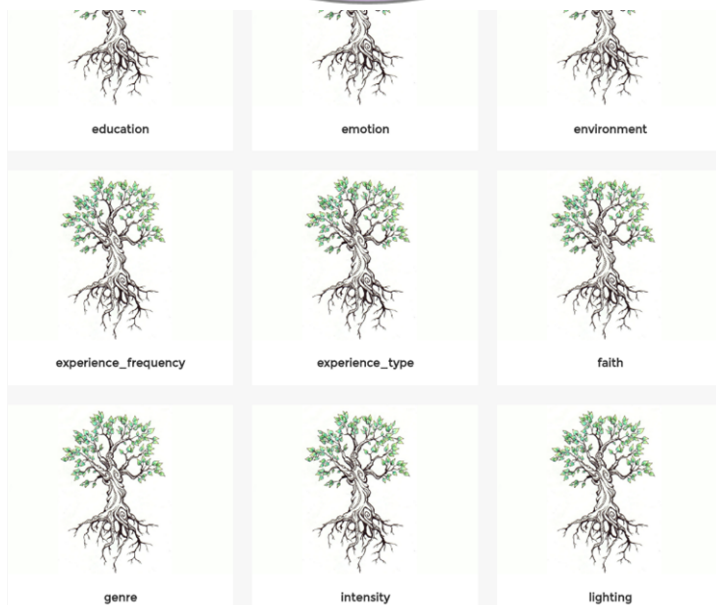 education
emotion
environment
experience_frequency
experience_type
faith
genre
intensity
lighting